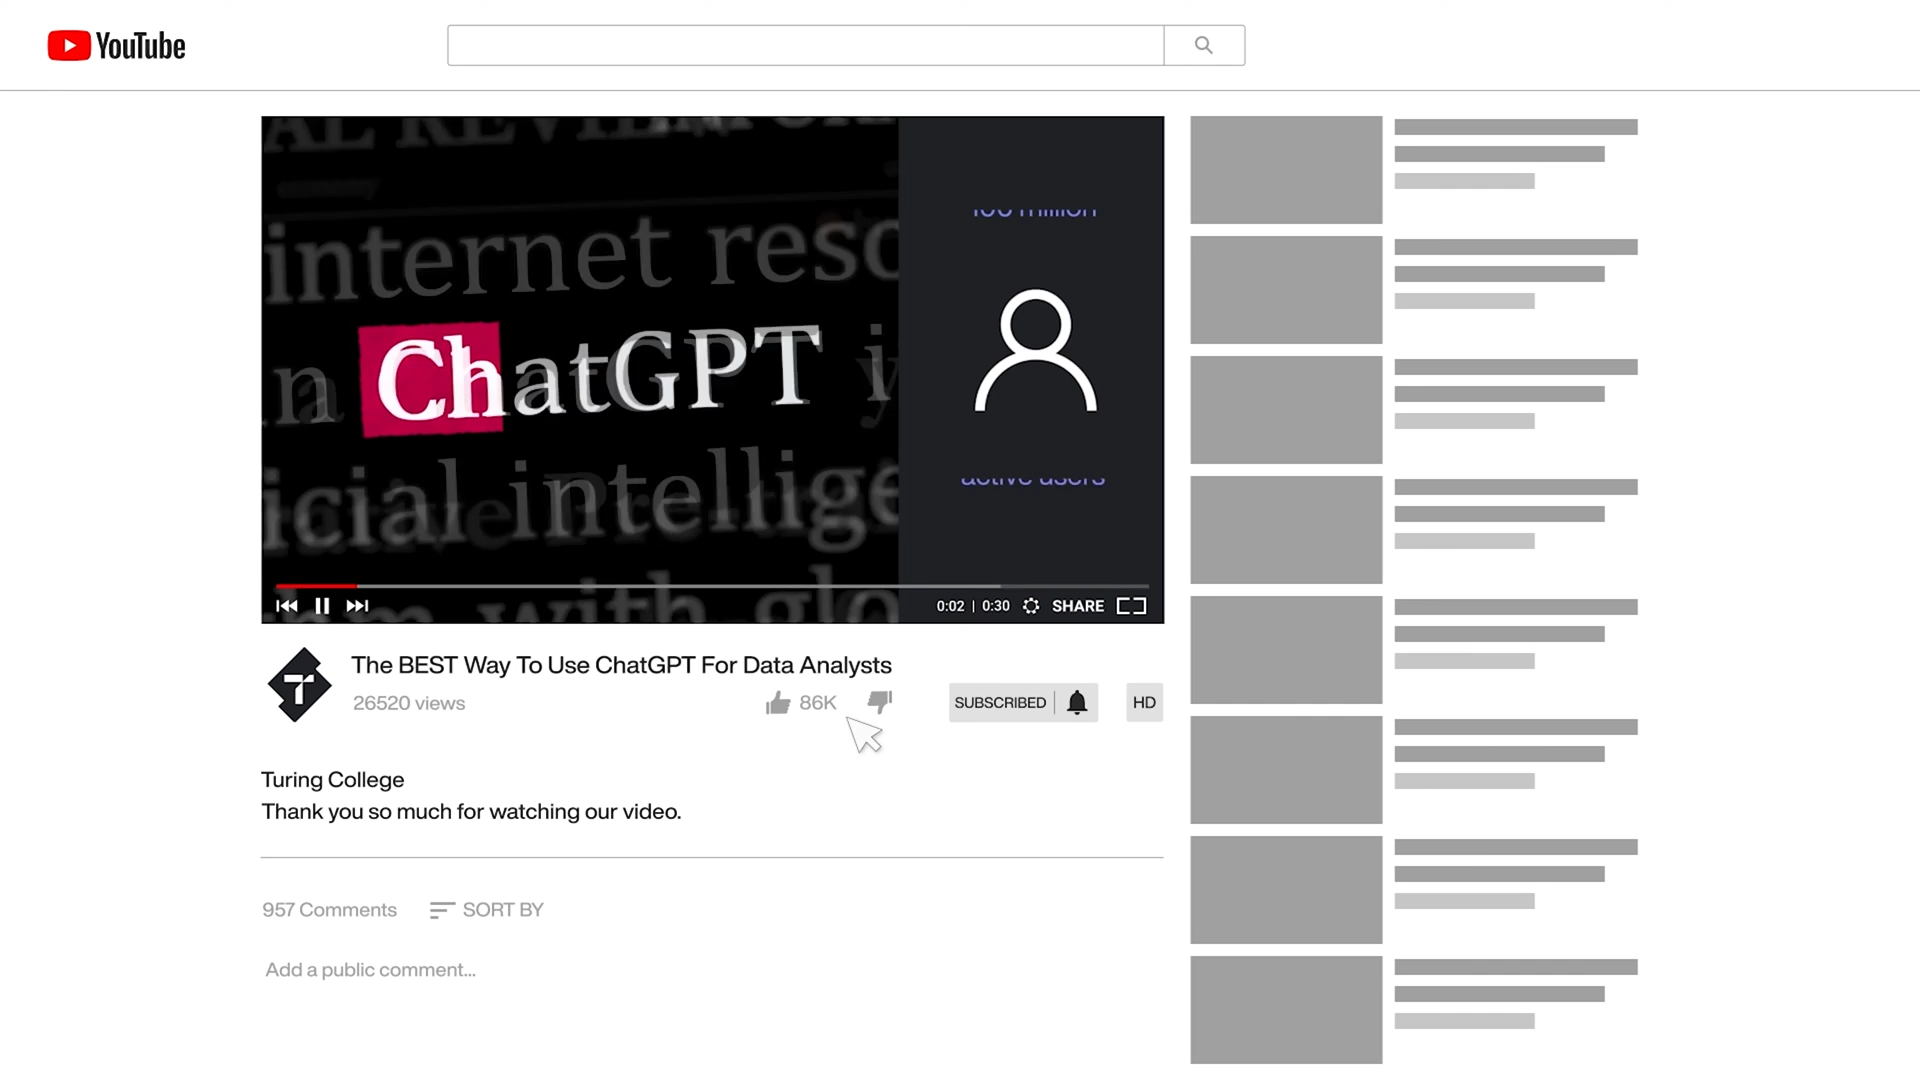 YouTube
internet reso
ChatGPT
icial intellige
active users
0:02 | 0:30 SHARE
The BEST Way To Use ChatGPT For Data Analysts
26520 views
86K
SUBSCRIBED
HD
Turing College
Thank you so much for watching our video.
957 Comments
SORT BY
Add a public comment...